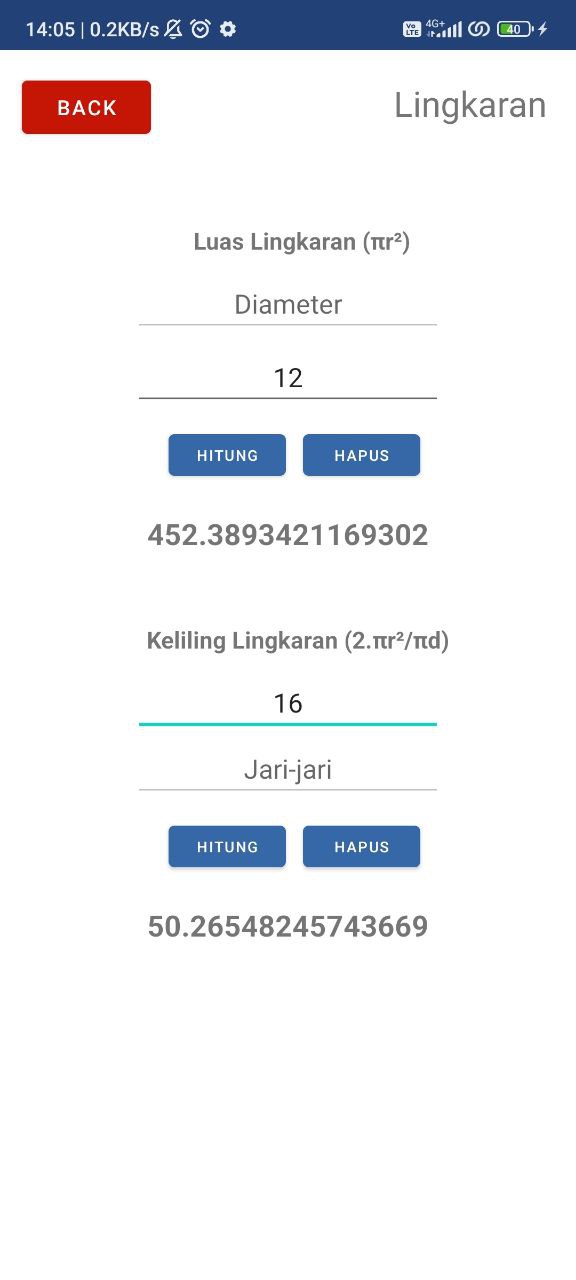 14:05 | 0.2KB/s
Vo LTE 4G+ 40
BACK
Lingkaran
Luas Lingkaran (πr²)
Diameter
12
HITUNG HAPUS
452.3893421169302
Keliling Lingkaran (2.πr²/πd)
16
Jari-jari
HITUNG HAPUS
50.26548245743669